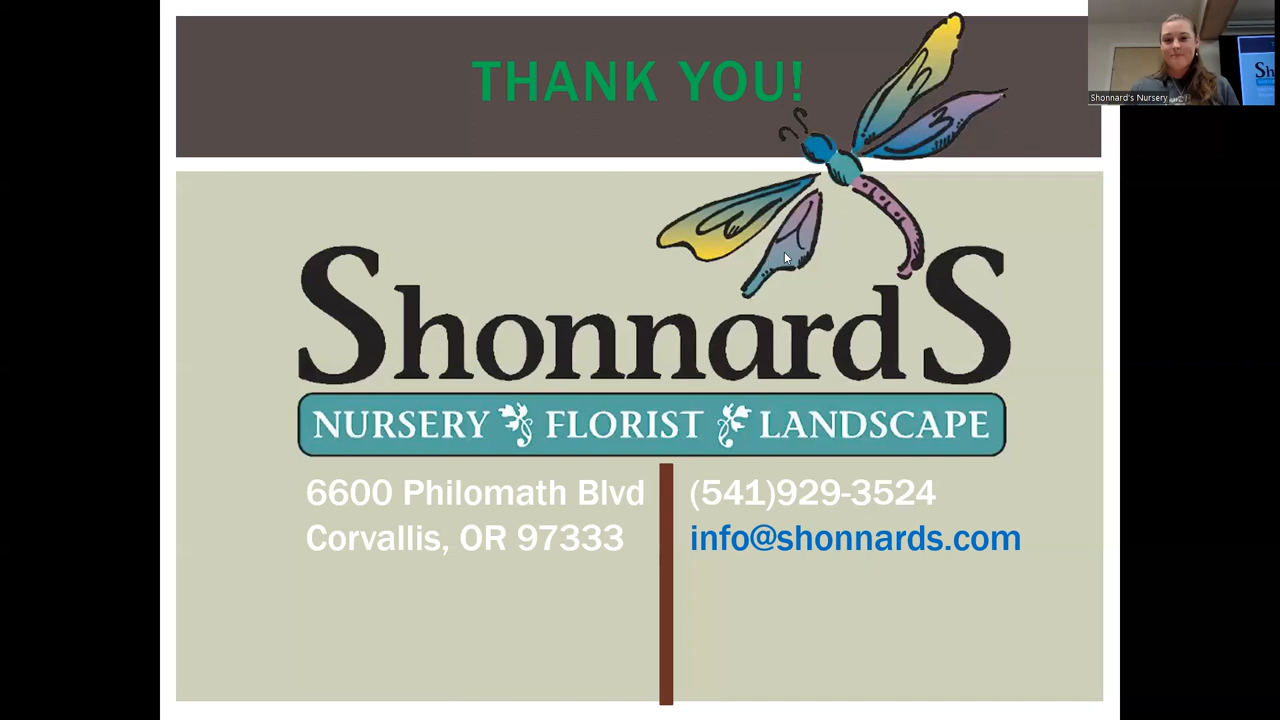 THANK YOU!
Shonnard's Nursery
ShonnardS
NURSERY FLORIST LANDSCAPE
6600 Philomath Blvd
Corvallis, OR 97333
(541)929-3524
info@shonnards.com